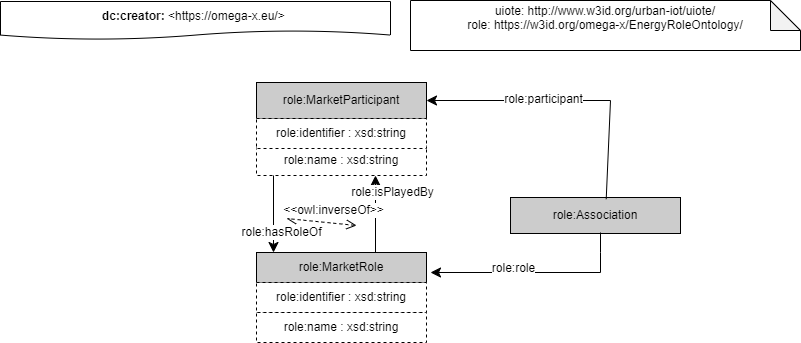 dc:creator: <https://omega-x.eu/>
uiote: http://www.w3id.org/urban-iot/uiote/
role: https://w3id.org/omega-x/EnergyRoleOntology/
role:MarketParticipant
role:participant
role:identifier : xsd:string
role:name : xsd:string
role:isPlayedBy
<<owl:inverseOf>>
role:Association
role:hasRoleOf
role:MarketRole
role:role
role:identifier : xsd:string
role:name : xsd:string